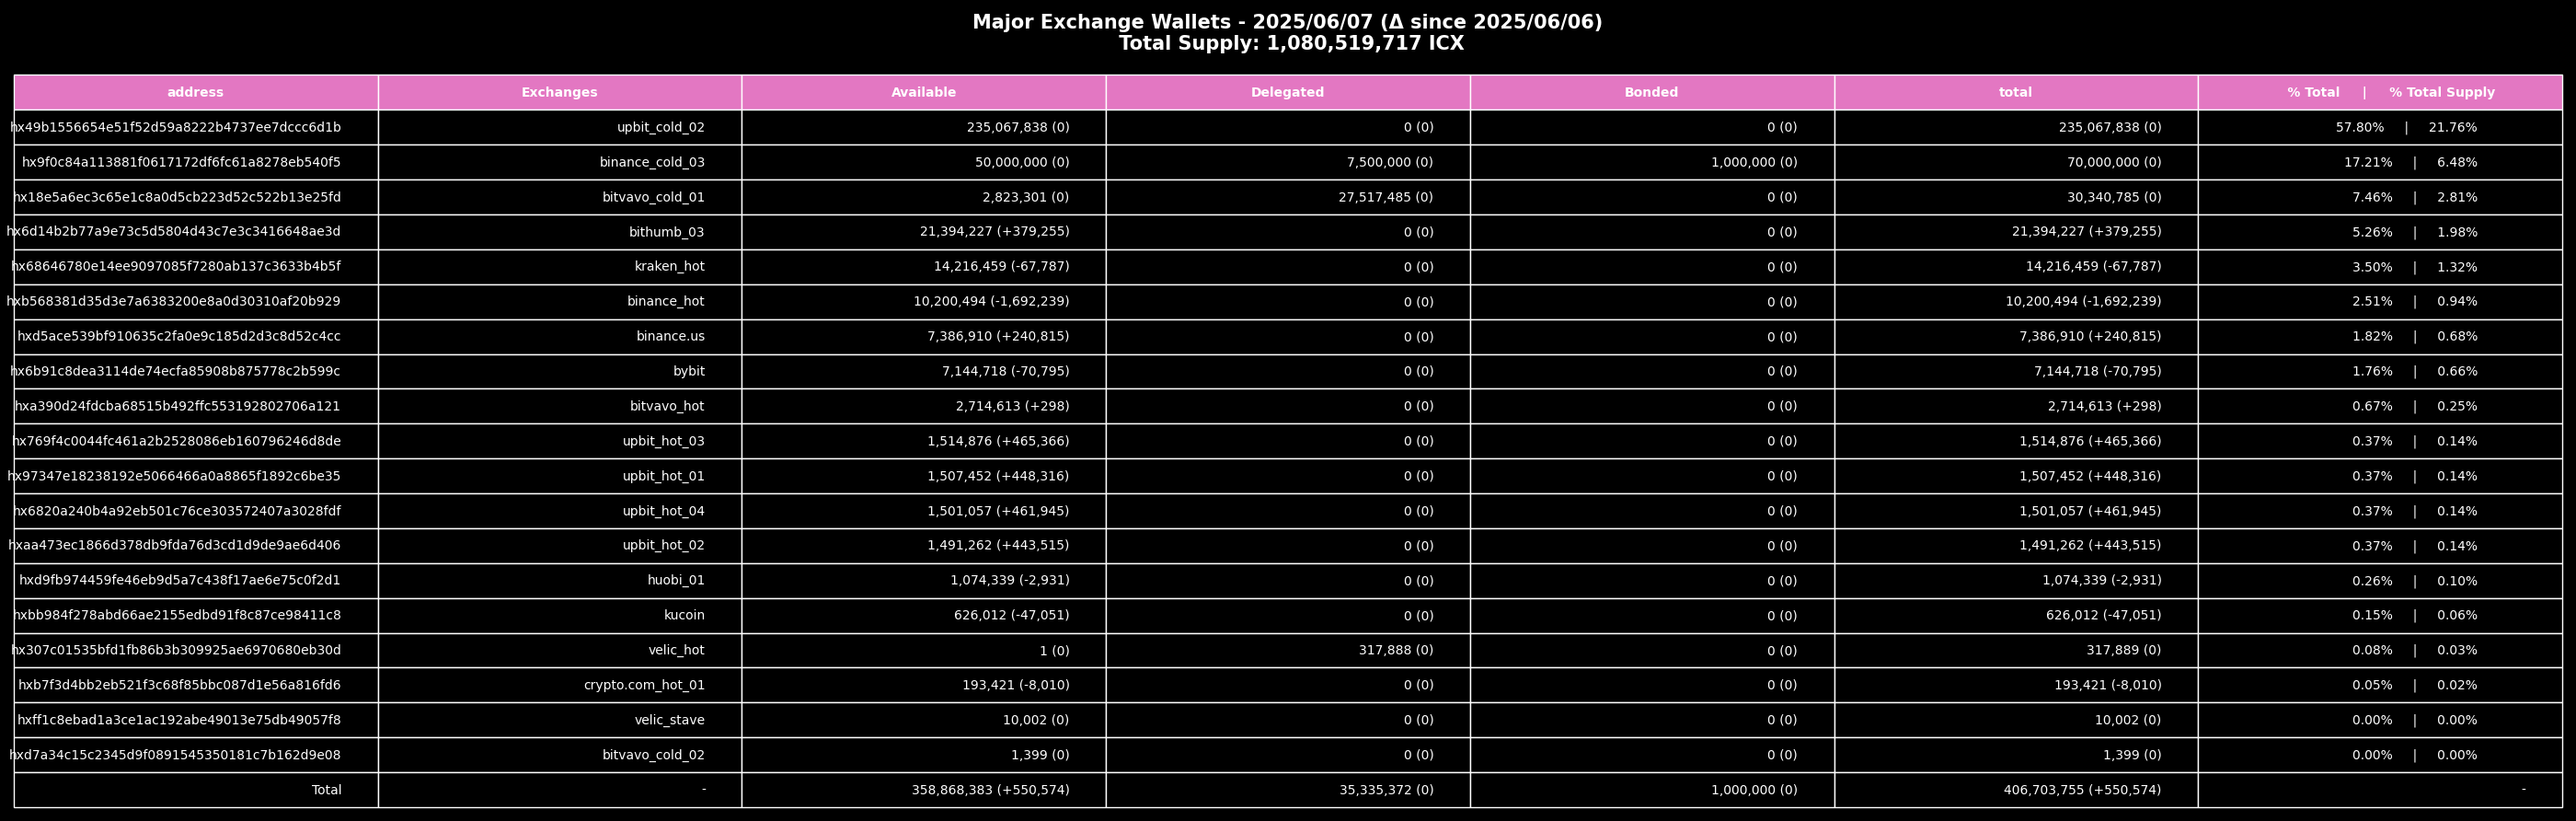 Major Exchange Wallets - 2025/06/07 (Δ since 2025/06/06)
Total Supply: 1,080,519,717 ICX
address Exchanges Available Delegated Bonded total % Total | % Total Supply
hx49b1556654e51f52d59a8222b4737ee7dccc6d1b upbit_cold_02 235,067,838 (0) 0 (0) 0 (0) 235,067,838 (0) 57.80% | 21.76%
hx9f0c84a113881f0617172df6fc61a8278eb540f5 binance_cold_03 50,000,000 (0) 7,500,000 (0) 1,000,000 (0) 70,000,000 (0) 17.21% | 6.48%
hx18e5a6ec3c65e1c8a0d5cb223d52c522b13e25fd bitvavo_cold_01 2,823,301 (0) 27,517,485 (0) 0 (0) 30,340,785 (0) 7.46% | 2.81%
hx6d14b2b77a9e73c5d5804d43c7e3c3416648ae3d bithumb_03 21,394,227 (+379,255) 0 (0) 0 (0) 21,394,227 (+379,255) 5.26% | 1.98%
hx68646780e14ee9097085f7280ab137c3633b4b5f kraken_hot 14,216,459 (-67,787) 0 (0) 0 (0) 14,216,459 (-67,787) 3.50% | 1.32%
hxb568381d35d3e7a6383200e8a0d30310af20b929 binance_hot 10,200,494 (-1,692,239) 0 (0) 0 (0) 10,200,494 (-1,692,239) 2.51% | 0.94%
hxd5ace539bf910635c2fa0e9c185d2d3c8d52c4cc binance.us 7,386,910 (+240,815) 0 (0) 0 (0) 7,386,910 (+240,815) 1.82% | 0.68%
hx6b91c8dea3114de74ecfa85908b875778c2b599c bybit 7,144,718 (-70,795) 0 (0) 0 (0) 7,144,718 (-70,795) 1.76% | 0.66%
hxa390d24fdcba68515b492ffc553192802706a121 bitvavo_hot 2,714,613 (+298) 0 (0) 0 (0) 2,714,613 (+298) 0.67% | 0.25%
hx769f4c0044fc461a2b2528086eb160796246d8de upbit_hot_03 1,514,876 (+465,366) 0 (0) 0 (0) 1,514,876 (+465,366) 0.37% | 0.14%
hx97347e18238192e5066466a0a8865f1892c6be35 upbit_hot_01 1,507,452 (+448,316) 0 (0) 0 (0) 1,507,452 (+448,316) 0.37% | 0.14%
hx6820a240b4a92eb501c76ce303572407a3028fdf upbit_hot_04 1,501,057 (+461,945) 0 (0) 0 (0) 1,501,057 (+461,945) 0.37% | 0.14%
hxaa473ec1866d378db9fda76d3cd1d9de9ae6d406 upbit_hot_02 1,491,262 (+443,515) 0 (0) 0 (0) 1,491,262 (+443,515) 0.37% | 0.14%
hxd9fb974459fe46eb9d5a7c438f17ae6e75c0f2d1 huobi_01 1,074,339 (-2,931) 0 (0) 0 (0) 1,074,339 (-2,931) 0.26% | 0.10%
hxbb984f278abd66ae2155edbd91f8c87ce98411c8 kucoin 626,012 (-47,051) 0 (0) 0 (0) 626,012 (-47,051) 0.15% | 0.06%
hx307c01535bfd1fb86b3b309925ae6970680eb30d velic_hot 1 (0) 317,888 (0) 0 (0) 317,889 (0) 0.08% | 0.03%
hxb7f3d4bb2eb521f3c68f85bbc087d1e56a816fd6 crypto.com_hot_01 193,421 (-8,010) 0 (0) 0 (0) 193,421 (-8,010) 0.05% | 0.02%
hxff1c8ebad1a3ce1ac192abe49013e75db49057f8 velic_stave 10,002 (0) 0 (0) 0 (0) 10,002 (0) 0.00% | 0.00%
hxd7a34c15c2345d9f0891545350181c7b162d9e08 bitvavo_cold_02 1,399 (0) 0 (0) 0 (0) 1,399 (0) 0.00% | 0.00%
Total - 358,868,383 (+550,574) 35,335,372 (0) 1,000,000 (0) 406,703,755 (+550,574) -